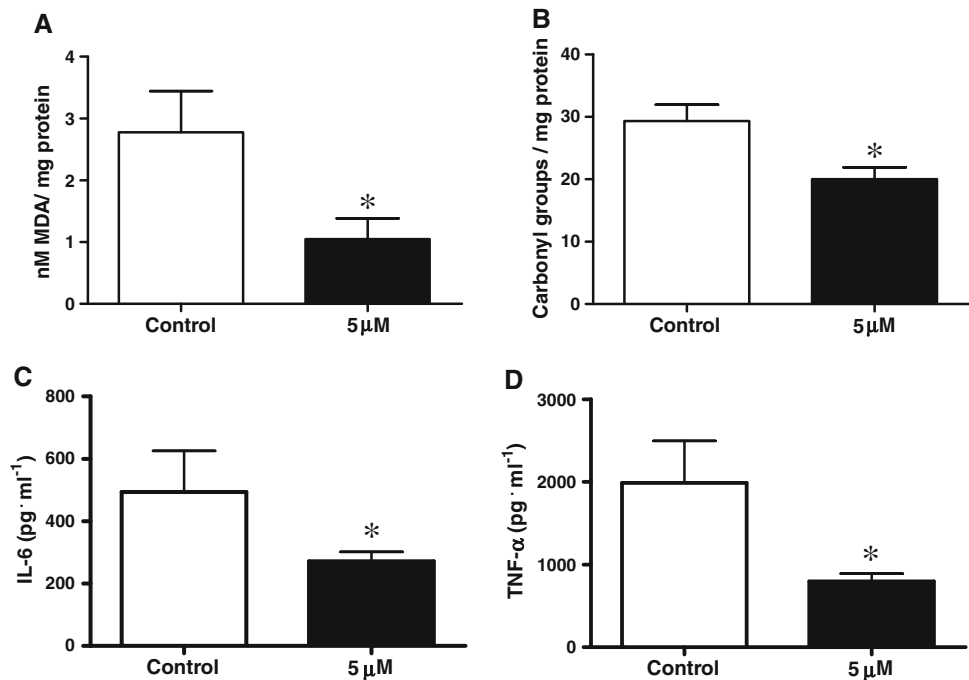 A
nM MDA/ mg protein
4
3
2
1
0
Control
5 μM
*
B
Carbonyl groups / mg protein
40
30
20
10
0
Control
5 μM
*
C
IL-6 (pg·ml⁻¹)
800
600
400
200
0
Control
5 μM
*
D
TNF-α (pg·ml⁻¹)
3000
2000
1000
0
Control
5 μM
*